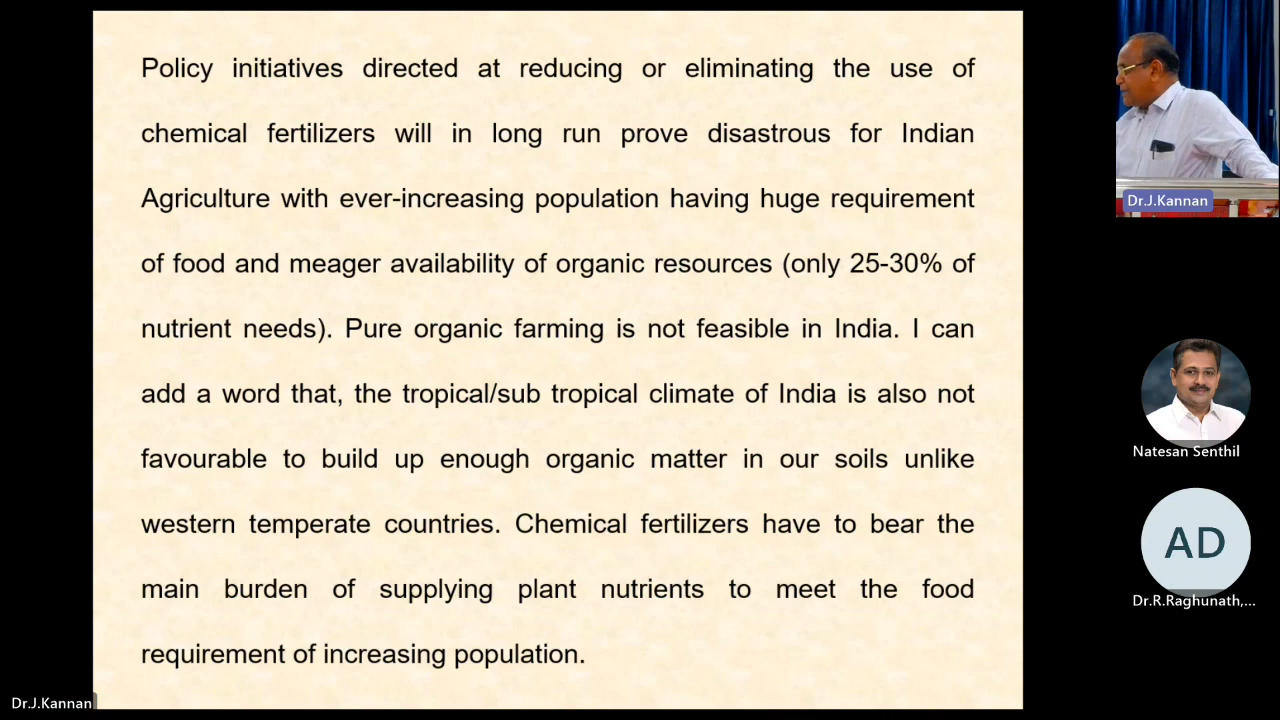 Policy initiatives directed at reducing or eliminating the use of
chemical fertilizers will in long run prove disastrous for Indian
Agriculture with ever-increasing population having huge requirement
of food and meager availability of organic resources (only 25-30% of
nutrient needs). Pure organic farming is not feasible in India. I can
add a word that, the tropical/sub tropical climate of India is also not
favourable to build up enough organic matter in our soils unlike
western temperate countries. Chemical fertilizers have to bear the
main burden of supplying plant nutrients to meet the food
requirement of increasing population.
Dr.J.Kannan
Natesan Senthil
AD
Dr.R.Raghunath,...
Dr.J.Kannan